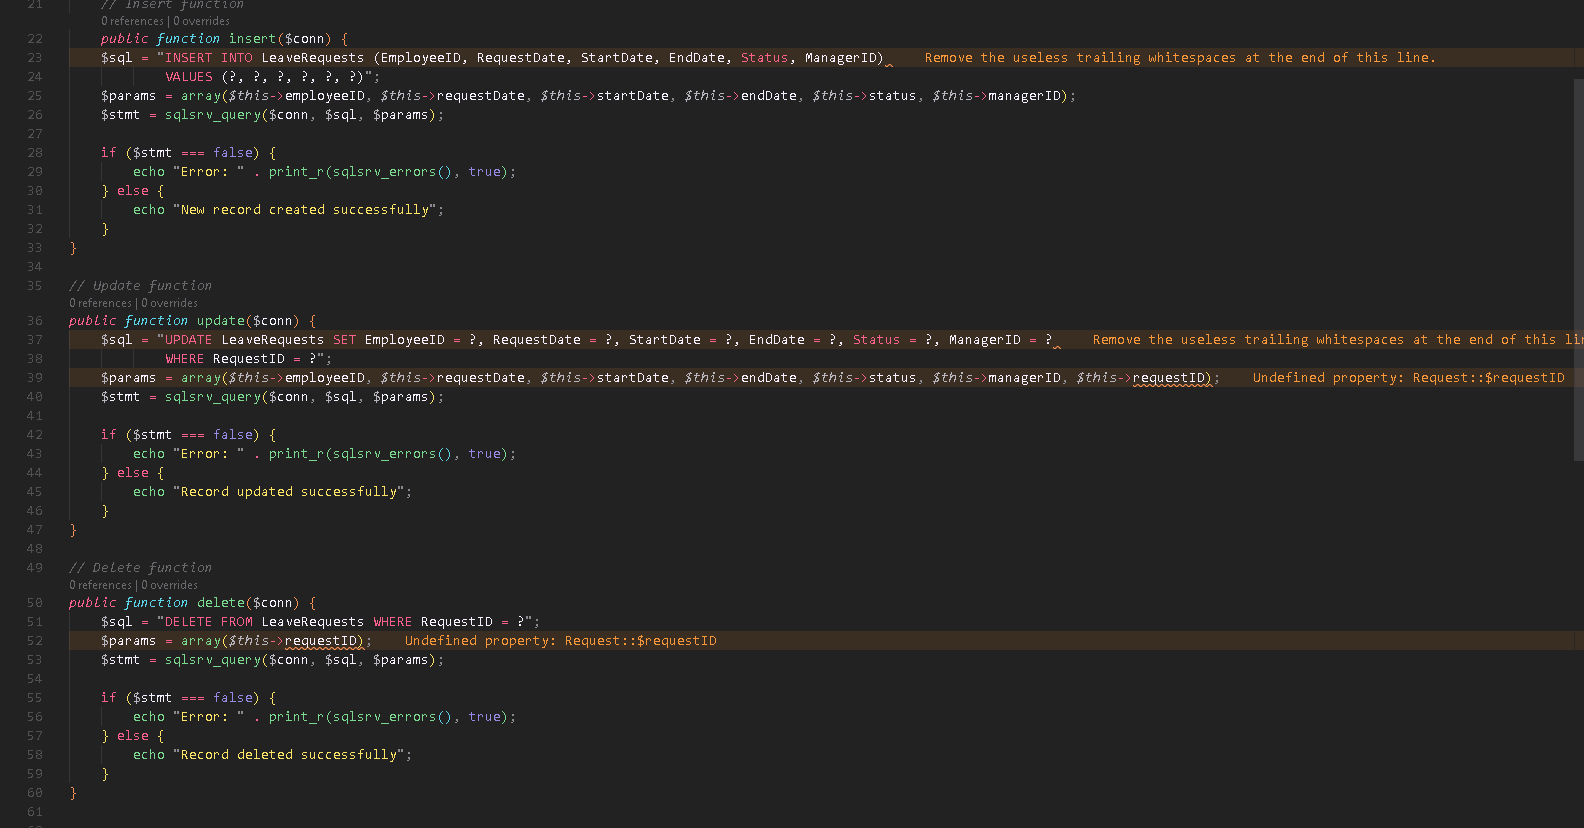 21 // Insert function
0 references | 0 overrides
22 public function insert($conn) {
23 $sql = "INSERT INTO LeaveRequests (EmployeeID, RequestDate, StartDate, EndDate, Status, ManagerID) Remove the useless trailing whitespaces at the end of this line.
24 VALUES (?, ?, ?, ?, ?, ?)";
25 $params = array($this->employeeID, $this->requestDate, $this->startDate, $this->endDate, $this->status, $this->managerID);
26 $stmt = sqlsrv_query($conn, $sql, $params);
27
28 if ($stmt === false) {
29 echo "Error: " . print_r(sqlsrv_errors(), true);
30 } else {
31 echo "New record created successfully";
32 }
33 }
34
35 // Update function
0 references | 0 overrides
36 public function update($conn) {
37 $sql = "UPDATE LeaveRequests SET EmployeeID = ?, RequestDate = ?, StartDate = ?, EndDate = ?, Status = ?, ManagerID = ? Remove the useless trailing whitespaces at the end of this lin
38 WHERE RequestID = ?";
39 $params = array($this->employeeID, $this->requestDate, $this->startDate, $this->endDate, $this->status, $this->managerID, $this->requestID); Undefined property: Request::$requestID
40 $stmt = sqlsrv_query($conn, $sql, $params);
41
42 if ($stmt === false) {
43 echo "Error: " . print_r(sqlsrv_errors(), true);
44 } else {
45 echo "Record updated successfully";
46 }
47 }
48
49 // Delete function
0 references | 0 overrides
50 public function delete($conn) {
51 $sql = "DELETE FROM LeaveRequests WHERE RequestID = ?";
52 $params = array($this->requestID); Undefined property: Request::$requestID
53 $stmt = sqlsrv_query($conn, $sql, $params);
54
55 if ($stmt === false) {
56 echo "Error: " . print_r(sqlsrv_errors(), true);
57 } else {
58 echo "Record deleted successfully";
59 }
60 }
61